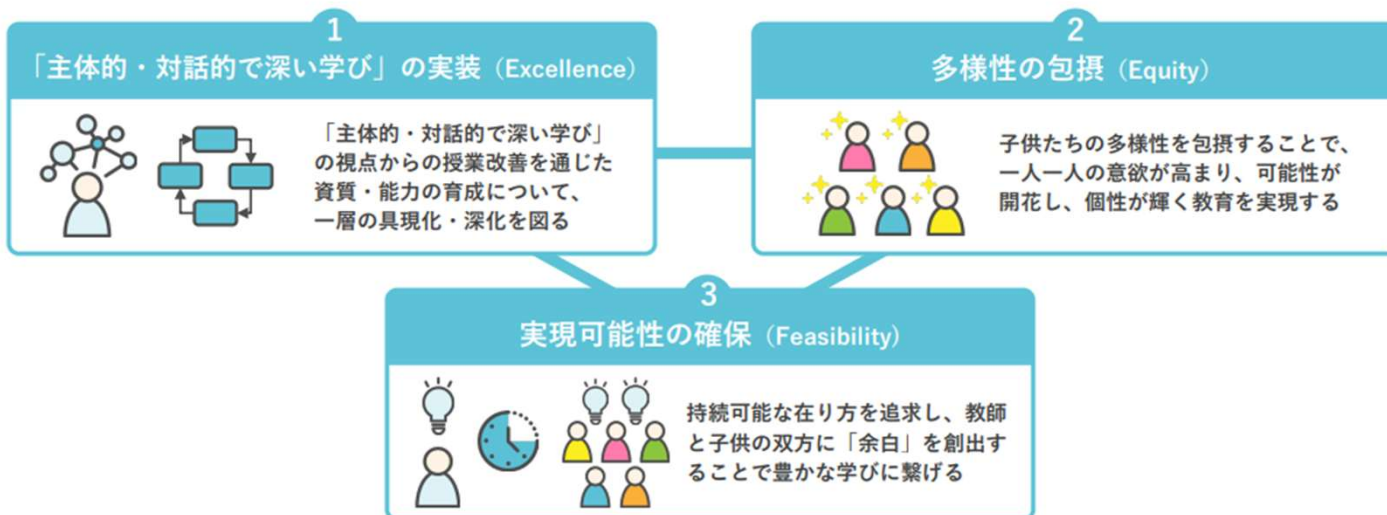 1
「主体的・対話的で深い学び」の実装（Excellence）
「主体的・対話的で深い学び」
の視点からの授業改善を通じた
資質・能力の育成について、
一層の具現化・深化を図る
2
多様性の包摂（Equity）
子供たちの多様性を包摂することで、
一人一人の意欲が高まり、可能性が
開花し、個性が輝く教育を実現する
3
実現可能性の確保（Feasibility）
持続可能な在り方を追求し、教師
と子供の双方に「余白」を創出す
ることで豊かな学びに繋げる